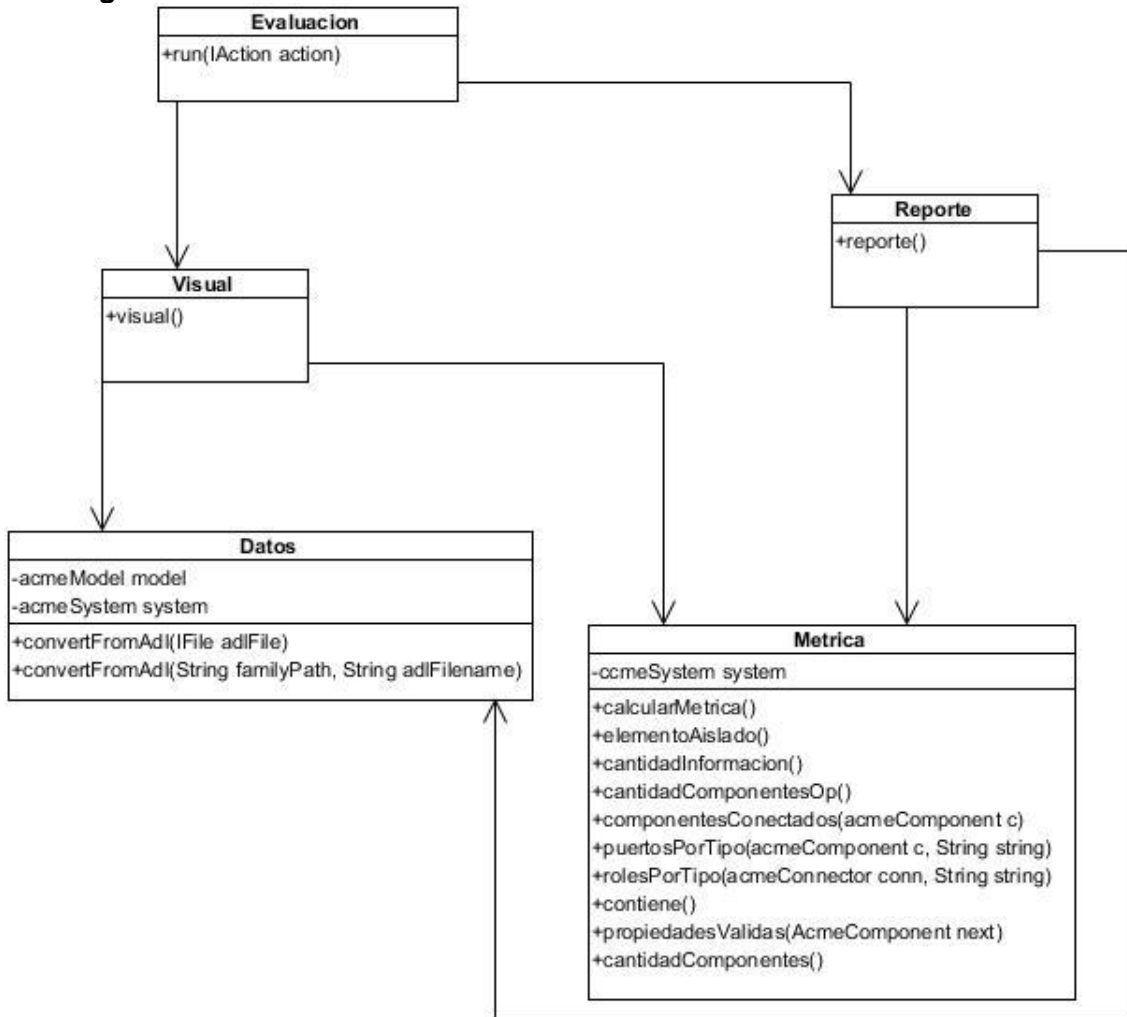 Evaluacion
+run(IAction action)
Reporte
+reporte()
Visual
+visual()
Datos
-acmeModel model
-acmeSystem system
+convertFromAdl(IFile adlFile)
+convertFromAdl(String familyPath, String adlFilename)
Metrica
-ccmeSystem system
+calcularMetrica()
+elementoAislado()
+cantidadInformacion()
+cantidadComponentesOp()
+componentesConectados(acmeComponent c)
+puertosPorTipo(acmeComponent c, String string)
+rolesPorTipo(acmeConnector conn, String string)
+contiene()
+propiedadesValidas(AcmeComponent next)
+cantidadComponentes()